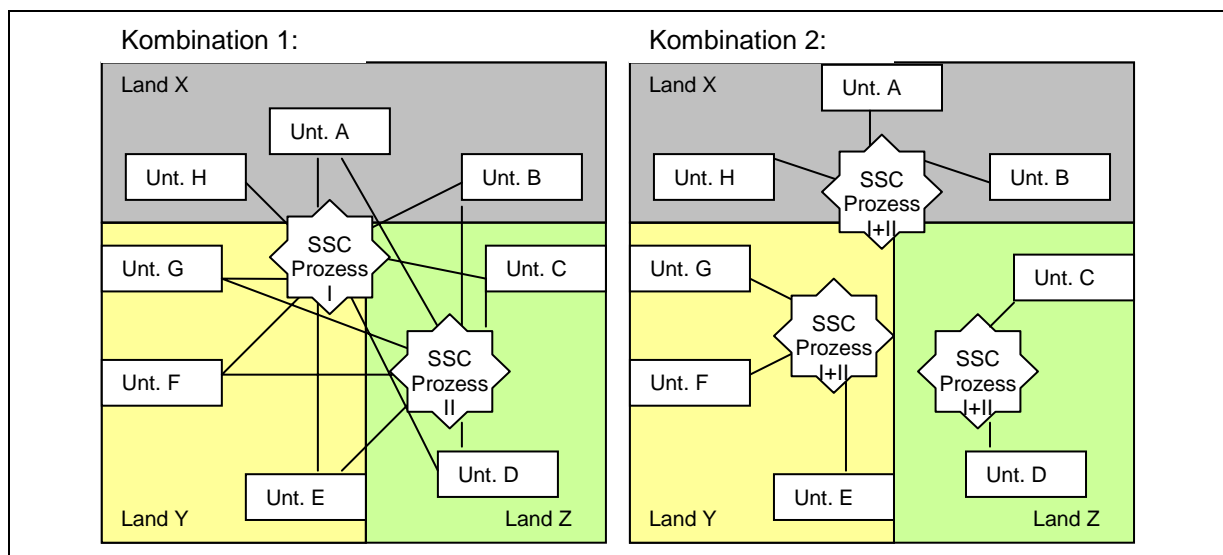 Kombination 1:
Land X
Unt. A
Unt. H
Unt. B
SSC
Prozess
I
Unt. G
Unt. C
SSC
Prozess
II
Unt. F
Unt. D
Unt. E
Land Y
Land Z
Kombination 2:
Land X
Unt. A
Unt. H
Unt. B
SSC
Prozess
I+II
Unt. G
Unt. C
SSC
Prozess
I+II
SSC
Prozess
I+II
Unt. F
Unt. D
Unt. E
Land Y
Land Z